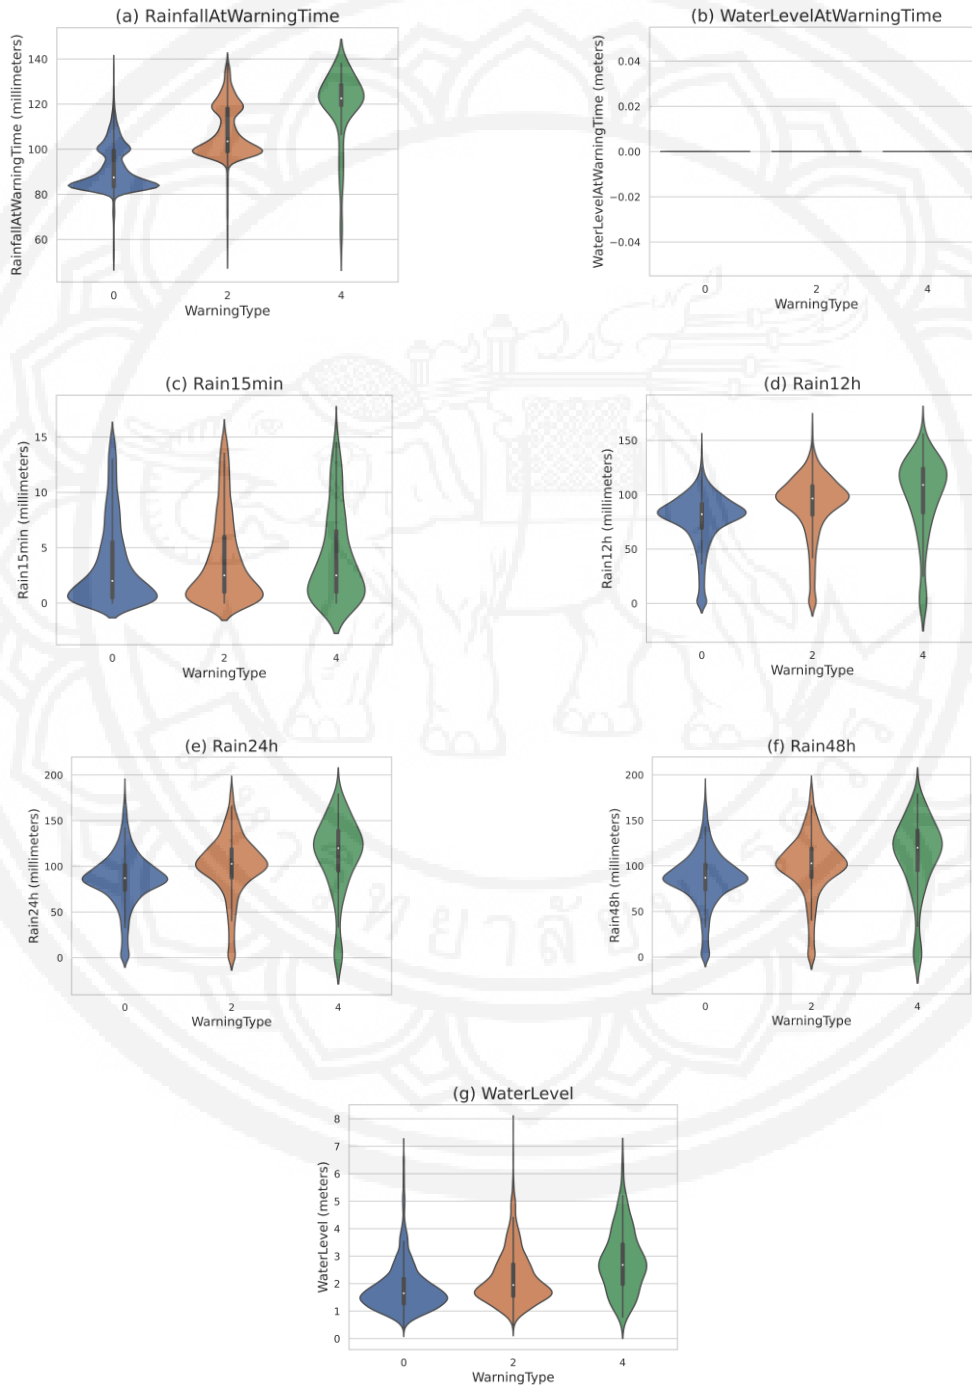 (a) RainfallAtWarningTime
RainfallAtWarningTime (millimeters)
140
120
100
80
60
0 2 4
WarningType
(b) WaterLevelAtWarningTime
WaterLevelAtWarningTime (meters)
0.04
0.02
0.00
−0.02
−0.04
0 2 4
WarningType
(c) Rain15min
Rain15min (millimeters)
15
10
5
0
0 2 4
WarningType
(d) Rain12h
Rain12h (millimeters)
150
100
50
0
0 2 4
WarningType
(e) Rain24h
Rain24h (millimeters)
200
150
100
50
0
0 2 4
WarningType
(f) Rain48h
Rain48h (millimeters)
200
150
100
50
0
0 2 4
WarningType
(g) WaterLevel
WaterLevel (meters)
8
7
6
5
4
3
2
1
0
0 2 4
WarningType